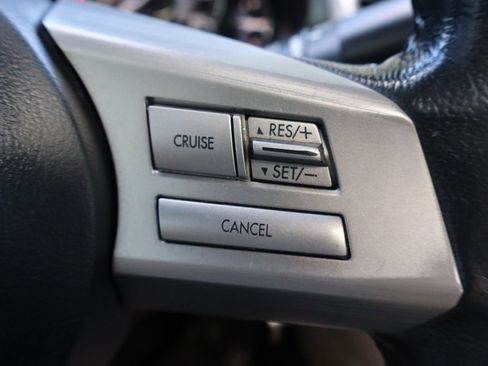 CRUISE
▲ RES/+
▼ SET/−
CANCEL